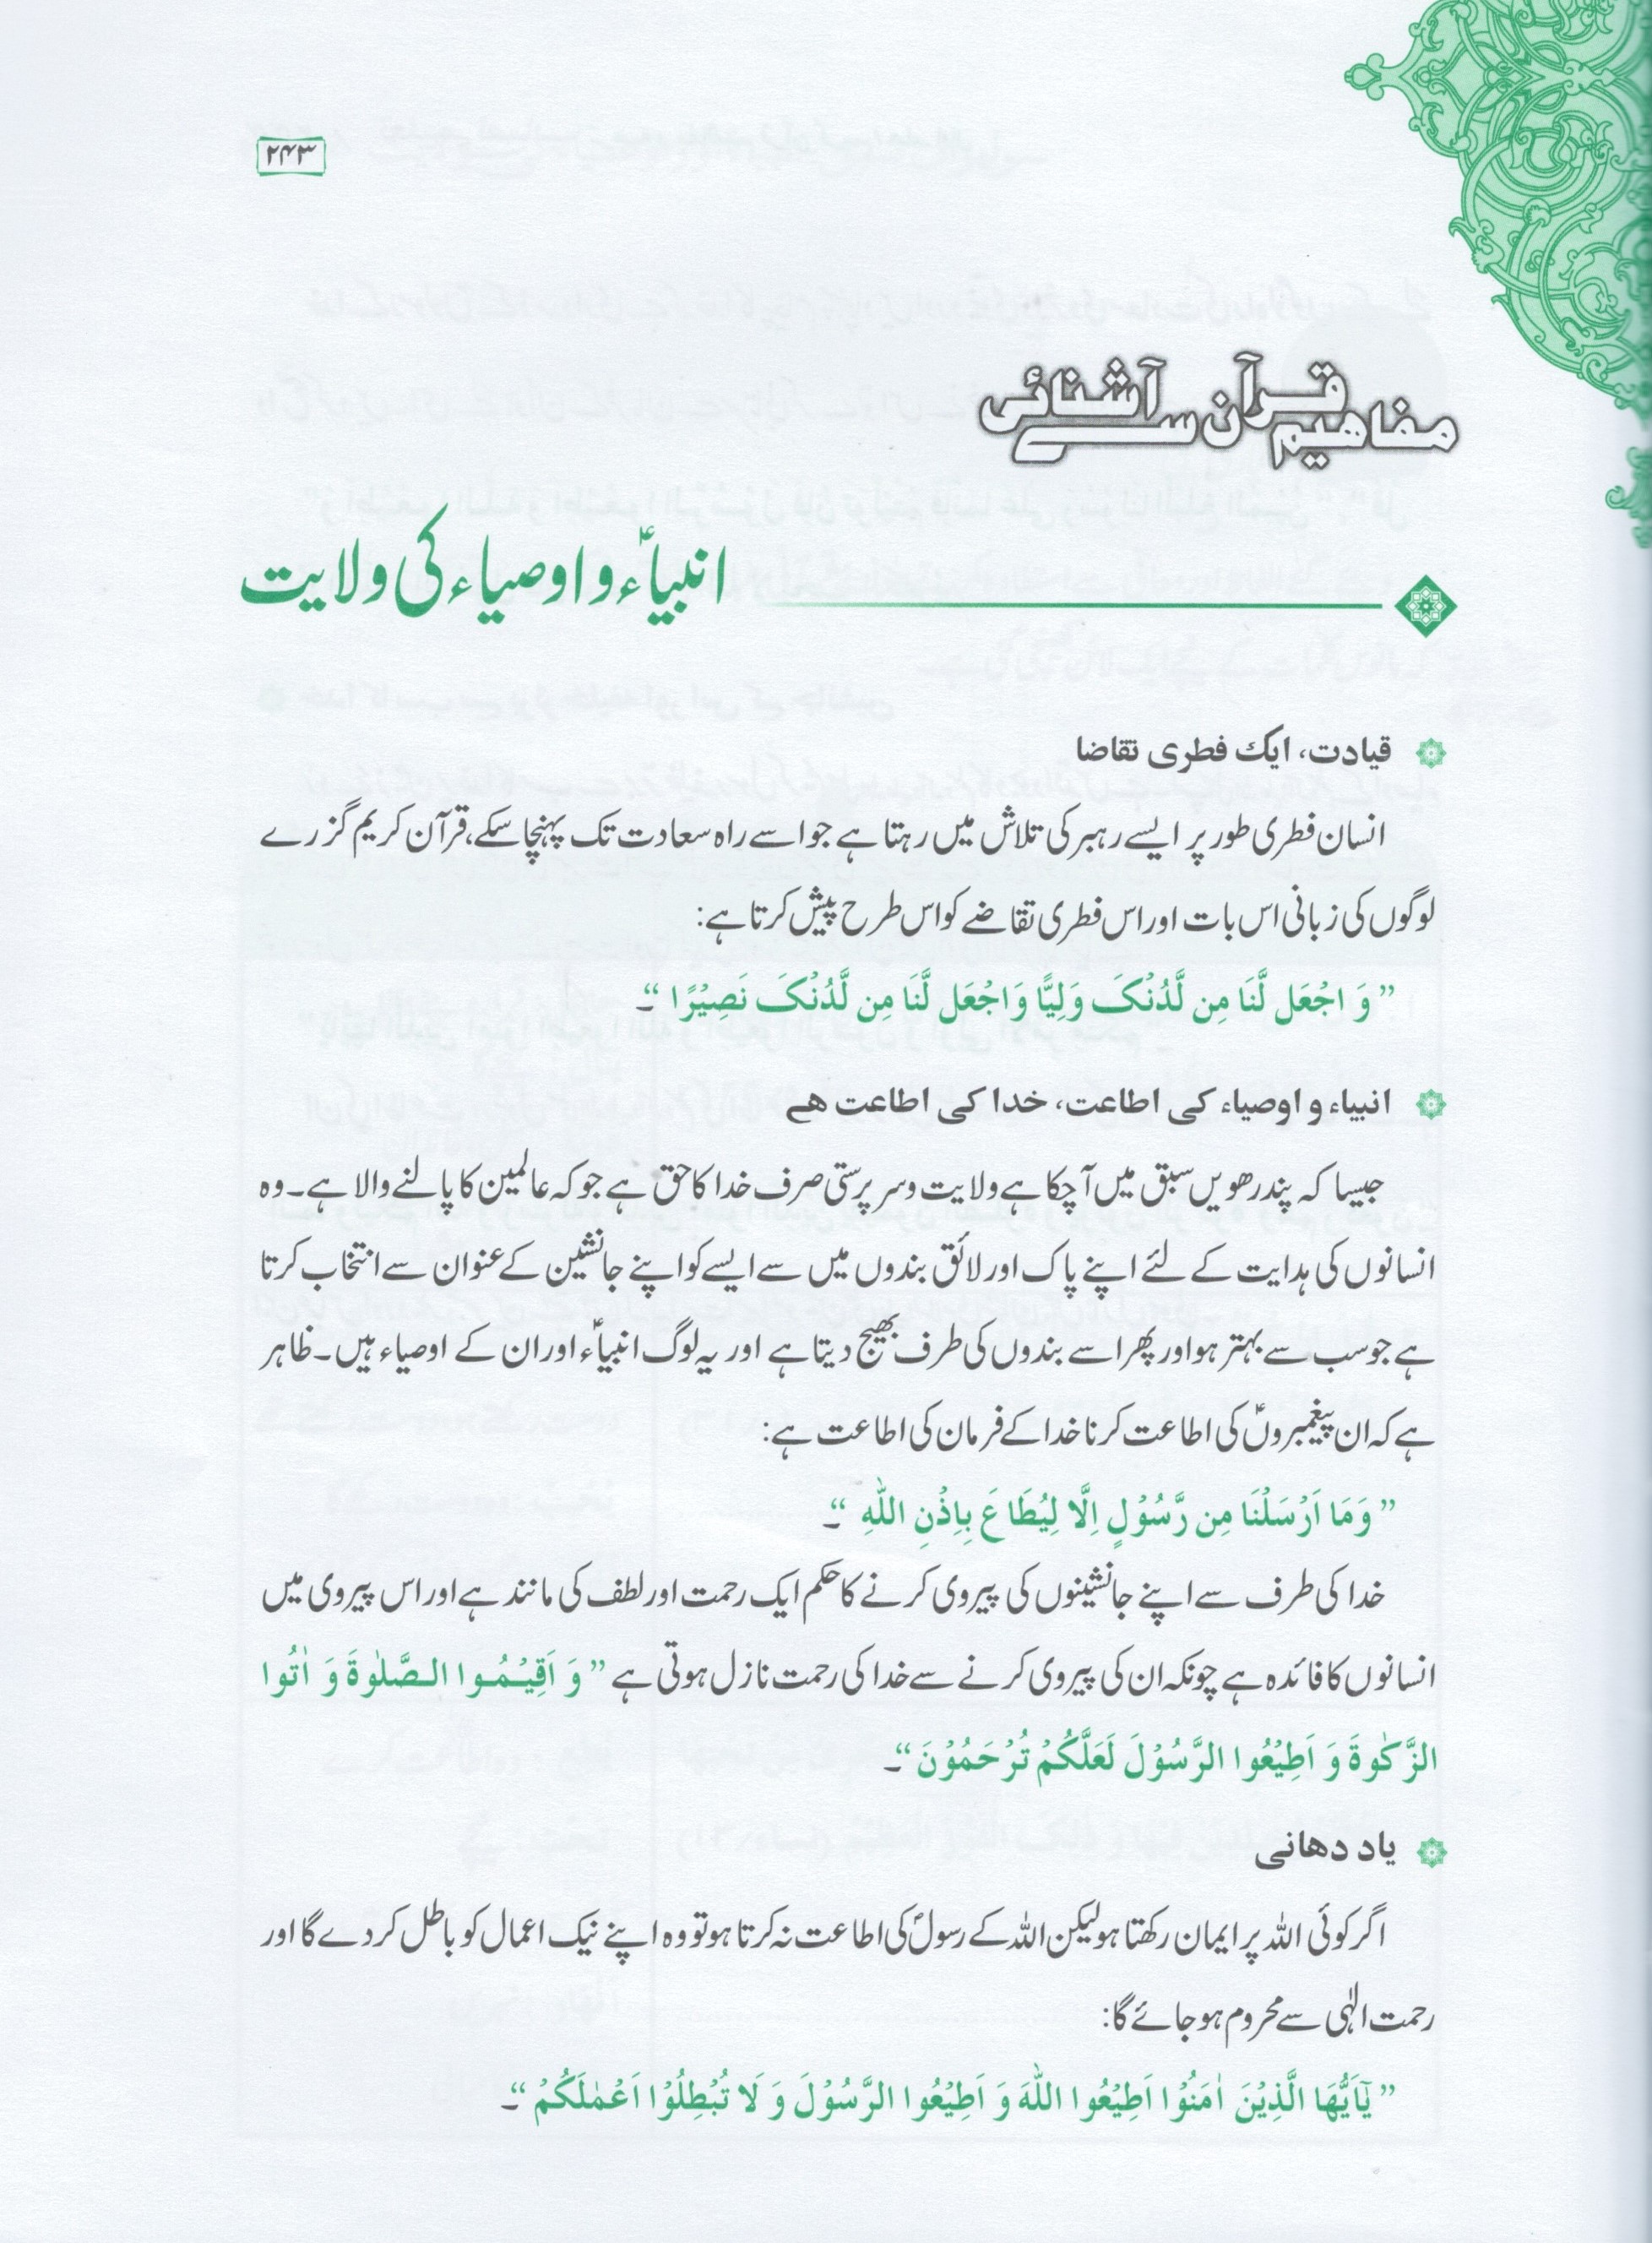 ۲۴۳
مفاهیم قرآن سے آشنائی
انبیاءؑ و اوصیاء کی ولایت
قیادت، ایک فطری تقاضا
انسان فطری طور پر ایسے رہبر کی تلاش میں رہتا ہے جو اسے راہ سعادت تک پہنچا سکے، قرآن کریم گزرے
لوگوں کی زبانی اس بات اور اس فطری تقاضے کو اس طرح پیش کرتا ہے:
” وَ اجْعَل لَّنَا مِن لَّدُنْکَ وَلِیًّا وَاجْعَل لَّنَا مِن لَّدُنْکَ نَصِیْرًا “۔
انبیاء و اوصیاء کی اطاعت، خدا کی اطاعت ھے
جیسا کہ پندرھویں سبق میں آ چکا ہے ولایت و سر پرستی صرف خدا کا حق ہے جو کہ عالمین کا پالنے والا ہے۔ وہ
انسانوں کی ہدایت کے لئے اپنے پاک اور لائق بندوں میں سے ایسے کو اپنے جانشین کے عنوان سے انتخاب کرتا
ہے جو سب سے بہتر ہو اور پھر اسے بندوں کی طرف بھیج دیتا ہے اور یہ لوگ انبیاءؑ اور ان کے اوصیاء ہیں۔ ظاہر
ہے کہ ان پیغمبروںؑ کی اطاعت کرنا خدا کے فرمان کی اطاعت ہے:
” وَمَا اَرْسَلْنَا مِن رَّسُوْلٍ اِلَّا لِیُطَاعَ بِاِذْنِ اللّٰهِ “۔
خدا کی طرف سے اپنے جانشینوں کی پیروی کرنے کا حکم ایک رحمت اور لطف کی مانند ہے اور اس پیروی میں
انسانوں کا فائدہ ہے چونکہ ان کی پیروی کرنے سے خدا کی رحمت نازل ہوتی ہے ” وَ اَقِیْمُوا الصَّلٰوةَ وَ اٰتُوا
الزَّکٰوةَ وَ اَطِیْعُوا الرَّسُوْلَ لَعَلَّکُمْ تُرْحَمُوْنَ “۔
یاد دھانی
اگر کوئی اللہ پر ایمان رکھتا ہو لیکن اللہ کے رسولؐ کی اطاعت نہ کرتا ہو تو وہ اپنے نیک اعمال کو باطل کر دے گا اور
رحمت الٰہی سے محروم ہو جائے گا:
” یٰۤاَیُّهَا الَّذِیْنَ اٰمَنُوْا اَطِیْعُوا اللّٰهَ وَ اَطِیْعُوا الرَّسُوْلَ وَ لَا تُبْطِلُوْا اَعْمٰلَکُمْ “۔